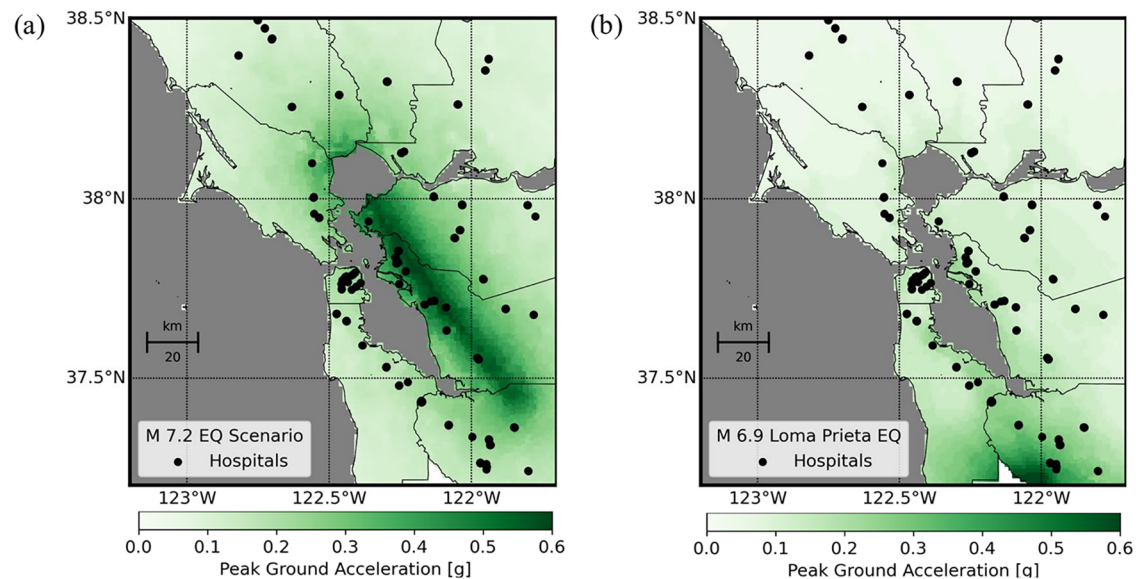 (a)
38.5°N
38°N
37.5°N
km
20
M 7.2 EQ Scenario
Hospitals
123°W
122.5°W
122°W
0.0 0.1 0.2 0.3 0.4 0.5 0.6
Peak Ground Acceleration [g]
(b)
38.5°N
38°N
37.5°N
km
20
M 6.9 Loma Prieta EQ
Hospitals
123°W
122.5°W
122°W
0.0 0.1 0.2 0.3 0.4 0.5 0.6
Peak Ground Acceleration [g]